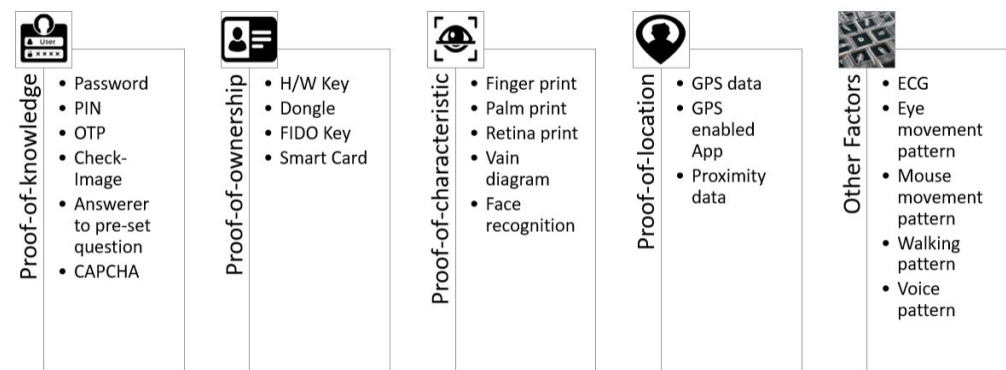 User
××××
Proof-of-knowledge
• Password
• PIN
• OTP
• Check-
Image
• Answerer
to pre-set
question
• CAPCHA
Proof-of-ownership
• H/W Key
• Dongle
• FIDO Key
• Smart Card
Proof-of-characteristic
• Finger print
• Palm print
• Retina print
• Vain
diagram
• Face
recognition
Proof-of-location
• GPS data
• GPS
enabled
App
• Proximity
data
Other Factors
• ECG
• Eye
movement
pattern
• Mouse
movement
pattern
• Walking
pattern
• Voice
pattern